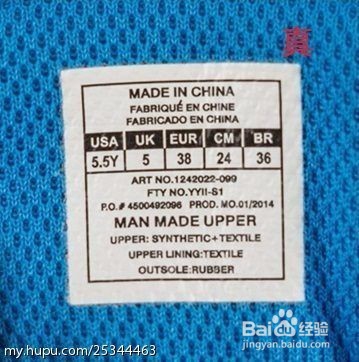 MADE IN CHINA
FABRIQUÉ EN CHINE
FABRICADO EN CHINA
USA UK EUR CM BR
5.5Y 5 38 24 36
ART NO.1242022-099
FTY NO.YYII-S1
P.O.# 4500492096 PROD. MO.01/2014
MAN MADE UPPER
UPPER: SYNTHETIC+TEXTILE
UPPER LINING:TEXTILE
OUTSOLE:RUBBER
Baidu经验
jingyan.baidu.com
my.hupu.com/25344463